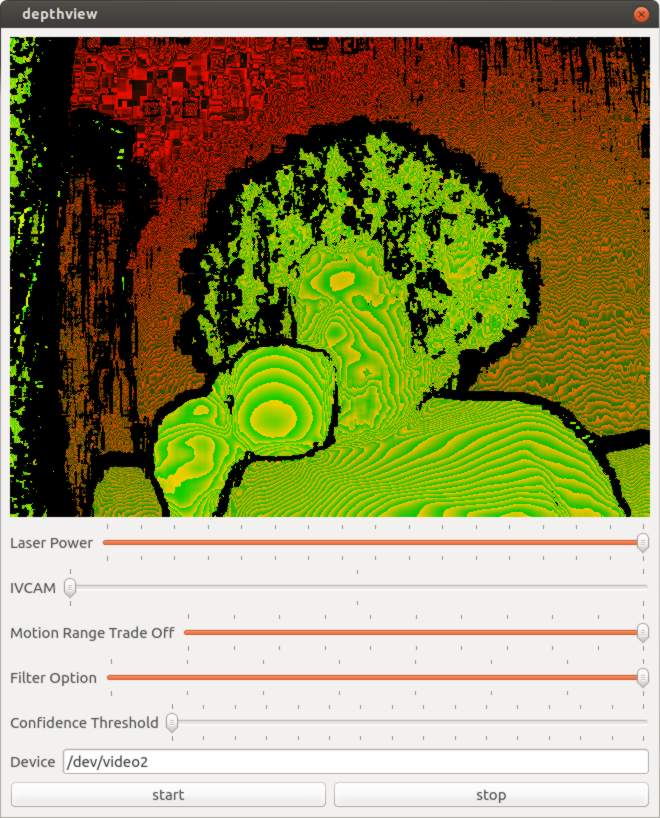 depthview
Laser Power
IVCAM
Motion Range Trade Off
Filter Option
Confidence Threshold
Device /dev/video2
start stop